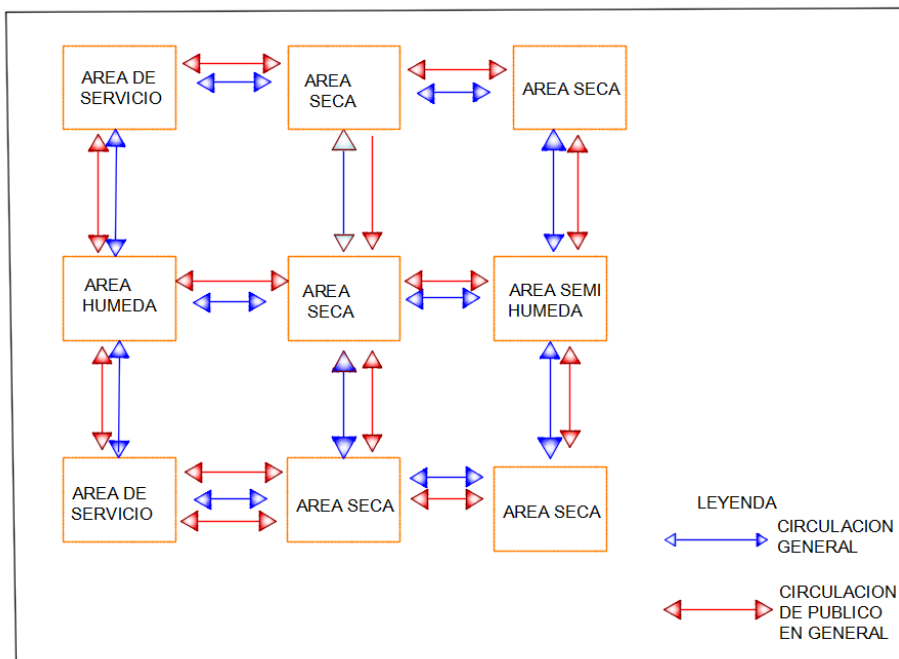 AREA DE
SERVICIO
AREA
SECA
AREA SECA
AREA
HUMEDA
AREA
SECA
AREA SEMI
HUMEDA
AREA DE
SERVICIO
AREA SECA
AREA SECA
LEYENDA
CIRCULACION
GENERAL
CIRCULACION
DE PUBLICO
EN GENERAL